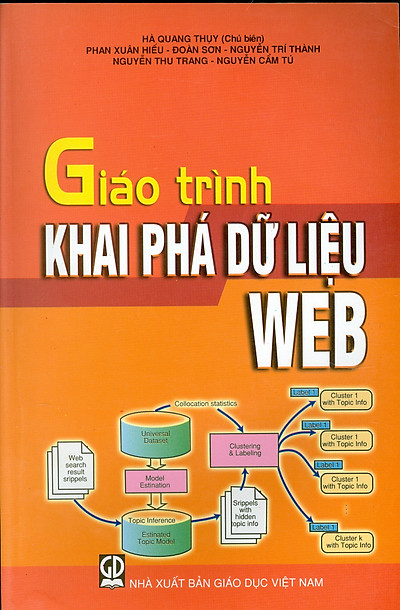 HÀ QUANG THỤY (Chủ biên)
PHAN XUÂN HIẾU - ĐOÀN SƠN - NGUYỄN TRÍ THÀNH
NGUYỄN THU TRANG - NGUYỄN CẨM TÚ
Giáo trình
KHAI PHÁ DỮ LIỆU
WEB
Collocation statistics
Universal
Dataset
Web
search
result
snippets
Model
Estination
Topic Inference
Estimated
Topic Model
Snippets
with
hidden
topic info
Clustering
& Labeling
Label 1
Cluster 1
with Topic Info
Label 1
Cluster 1
with Topic Info
Label 1
Cluster 1
with Topic Info
Label 1
Cluster k
with Topic Info
GD
NHÀ XUẤT BẢN GIÁO DỤC VIỆT NAM